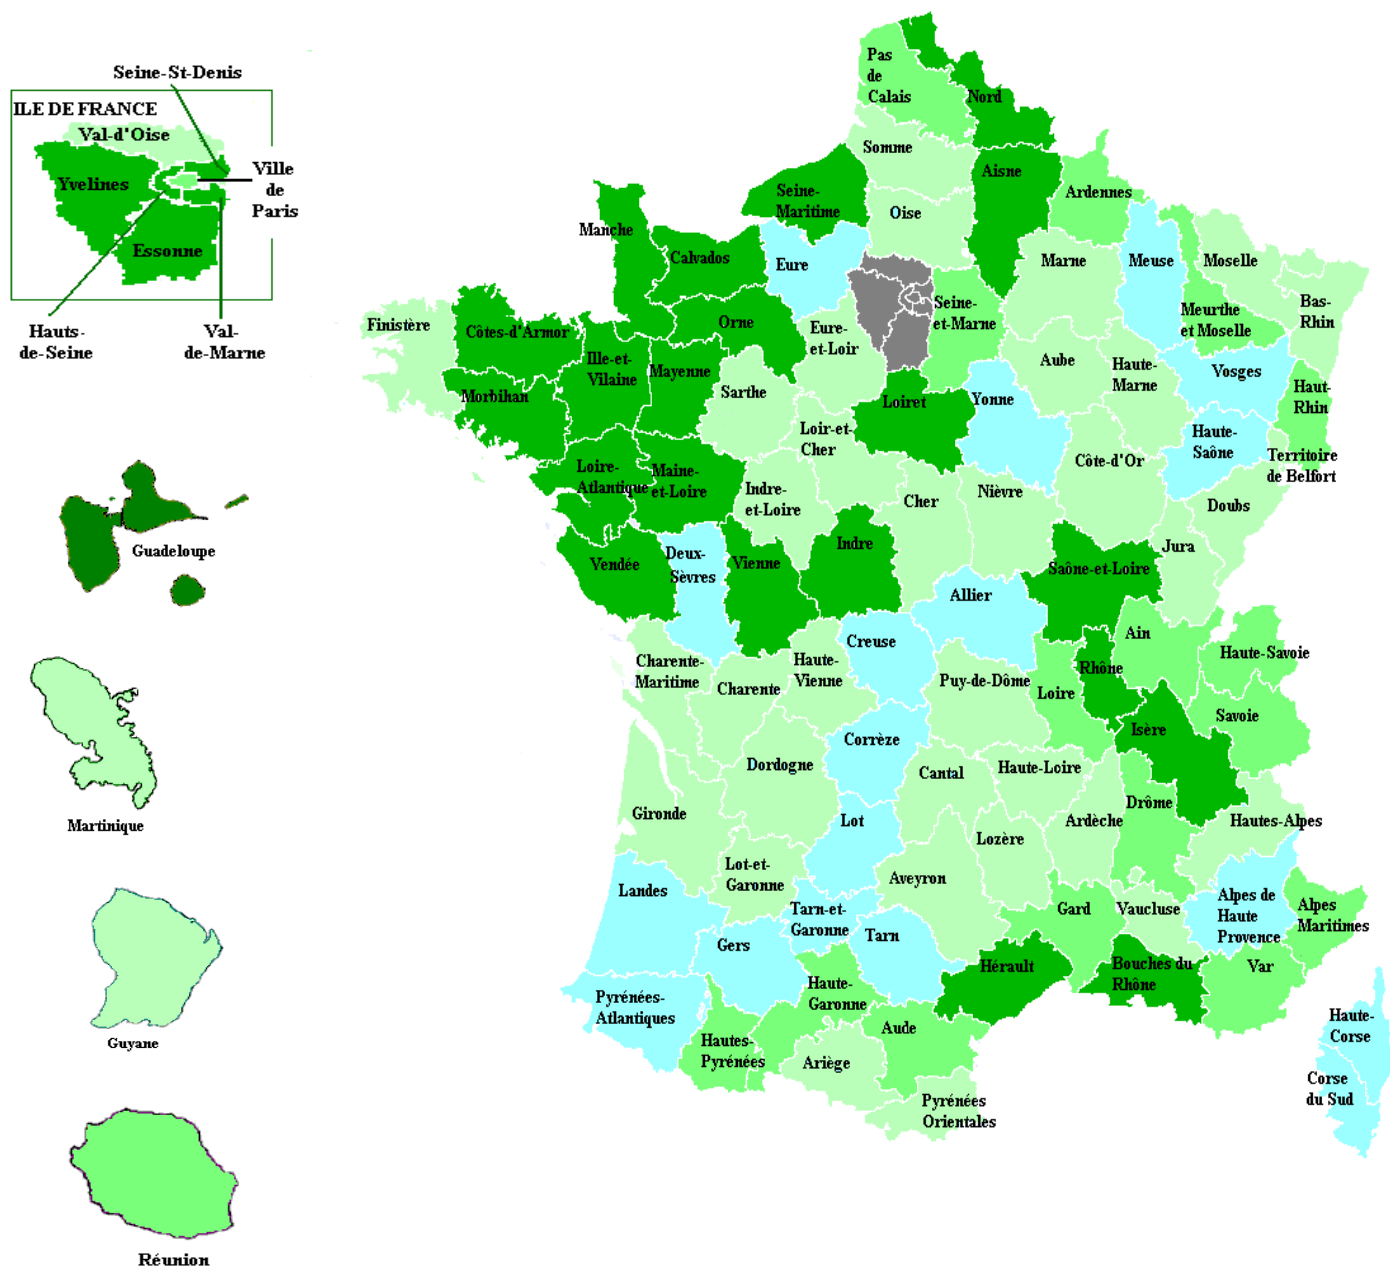 Seine-St-Denis
ILE DE FRANCE
Val-d'Oise
Yvelines
Ville
de
Paris
Essonne
Hauts-
de-Seine
Val-
de-Marne
Guadeloupe
Martinique
Guyane
Réunion
Pas
de
Calais
Nord
Somme
Aisne
Ardennes
Seine-
Maritime
Oise
Manche
Calvados
Eure
Marne
Meuse
Moselle
Bas-
Rhin
Seine-
et-Marne
Meurthe
et Moselle
Finistère
Côtes-d'Armor
Orne
Eure-
et-Loir
Ille-et-
Vilaine
Mayenne
Sarthe
Aube
Haute-
Marne
Vosges
Haut-
Rhin
Morbihan
Loiret
Yonne
Loir-et-
Cher
Haute-
Saône
Territoire
de Belfort
Loire-
Atlantique
Maine-
et-Loire
Indre-
et-Loire
Cher
Nièvre
Côte-d'Or
Doubs
Vendée
Deux-
Sèvres
Vienne
Indre
Saône-et-Loire
Jura
Allier
Creuse
Ain
Haute-Savoie
Charente-
Maritime
Charente
Haute-
Vienne
Puy-de-Dôme
Loire
Rhône
Savoie
Isère
Corrèze
Dordogne
Cantal
Haute-Loire
Drôme
Gironde
Lot
Lozère
Ardèche
Hautes-Alpes
Lot-et-
Garonne
Aveyron
Landes
Tarn-et-
Garonne
Tarn
Gard
Vaucluse
Alpes de
Haute
Provence
Alpes
Maritimes
Gers
Hérault
Bouches du
Rhône
Var
Pyrénées-
Atlantiques
Haute-
Garonne
Aude
Hautes-
Pyrénées
Ariège
Pyrénées
Orientales
Haute-
Corse
Corse
du Sud